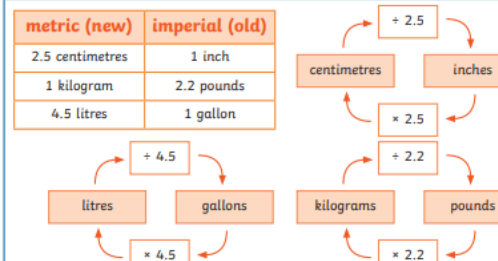 metric (new) imperial (old)
2.5 centimetres 1 inch
1 kilogram 2.2 pounds
4.5 litres 1 gallon
÷ 2.5
centimetres inches
× 2.5
÷ 4.5
litres gallons
× 4.5
÷ 2.2
kilograms pounds
× 2.2